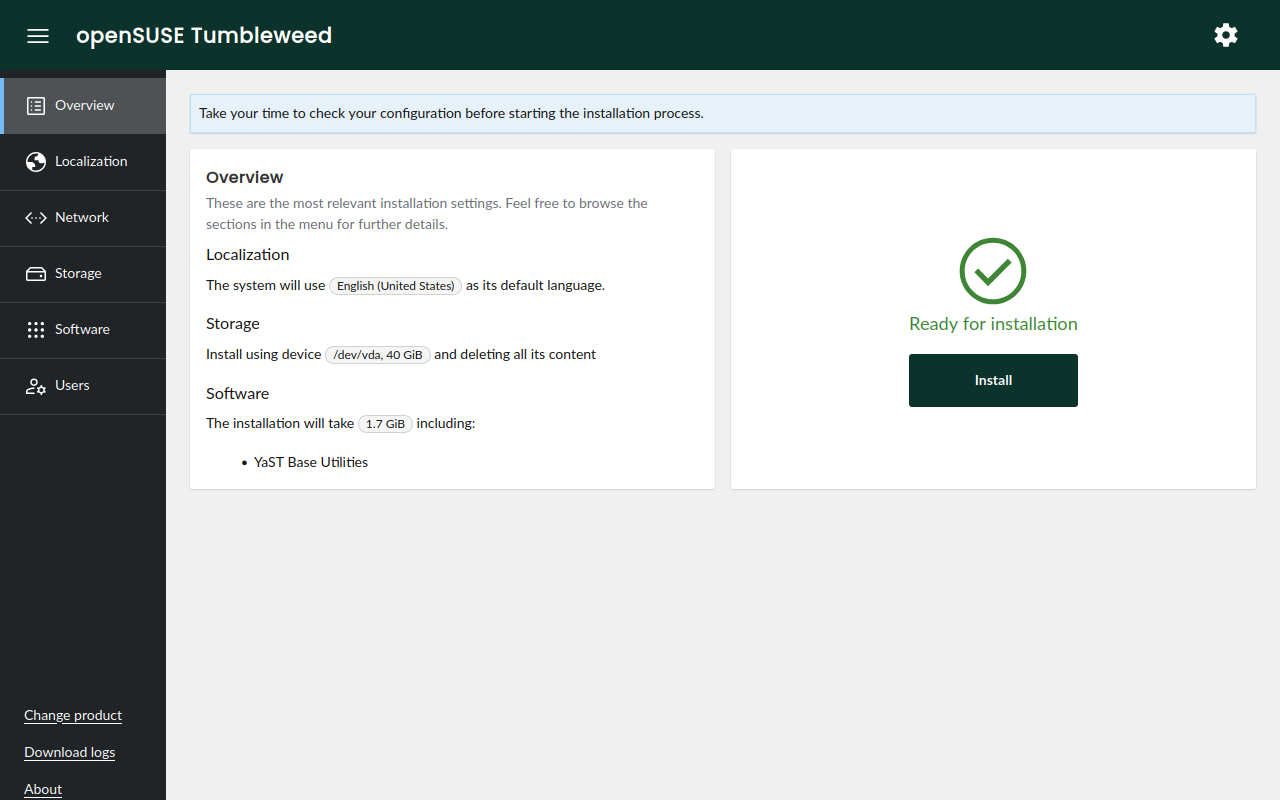 openSUSE Tumbleweed
Overview
Localization
Network
Storage
Software
Users
Change product
Download logs
About
Take your time to check your configuration before starting the installation process.
Overview
These are the most relevant installation settings. Feel free to browse the
sections in the menu for further details.
Localization
The system will use English (United States) as its default language.
Storage
Install using device /dev/vda, 40 GiB and deleting all its content
Software
The installation will take 1.7 GiB including:
• YaST Base Utilities
Ready for installation
Install